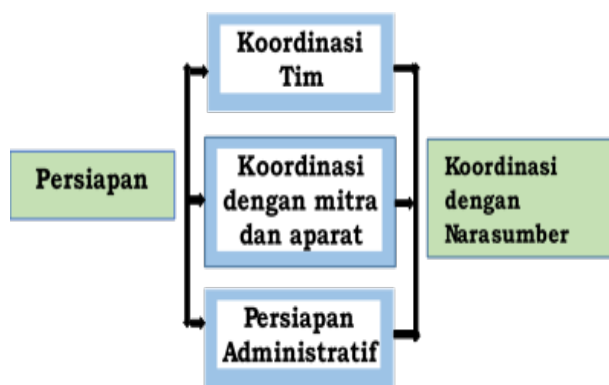 Persiapan
Koordinasi
Tim
Koordinasi
dengan mitra
dan aparat
Persiapan
Administratif
Koordinasi
dengan
Narasumber